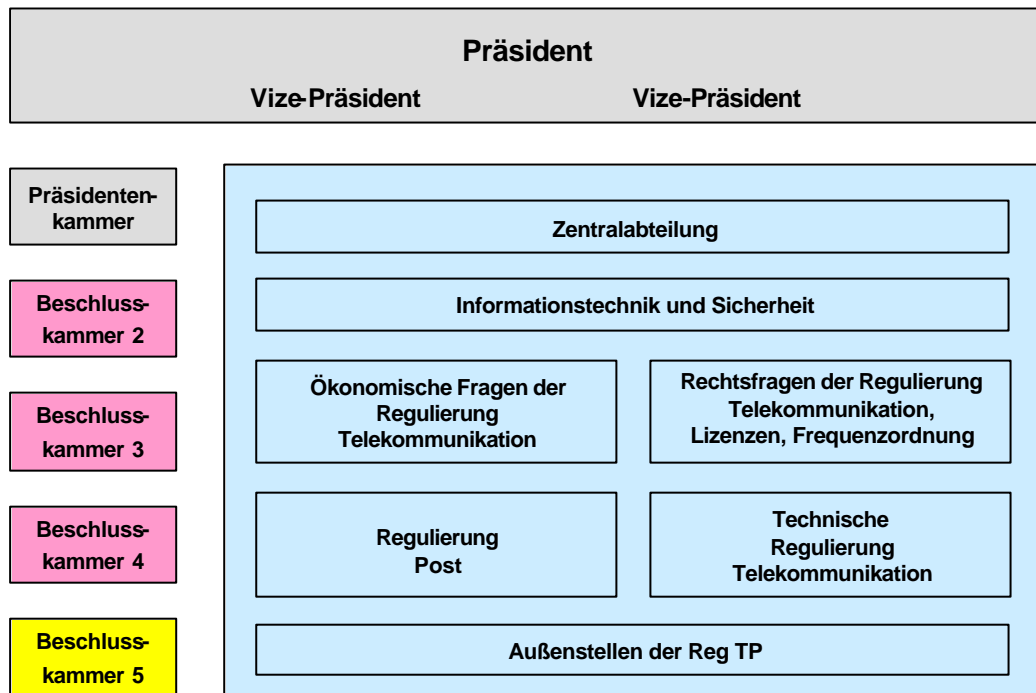 Präsident
Vize-Präsident Vize-Präsident
Präsidenten-
kammer
Beschluss-
kammer 2
Beschluss-
kammer 3
Beschluss-
kammer 4
Beschluss-
kammer 5
Zentralabteilung
Informationstechnik und Sicherheit
Ökonomische Fragen der
Regulierung
Telekommunikation
Rechtsfragen der Regulierung
Telekommunikation,
Lizenzen, Frequenzordnung
Regulierung
Post
Technische
Regulierung
Telekommunikation
Außenstellen der Reg TP